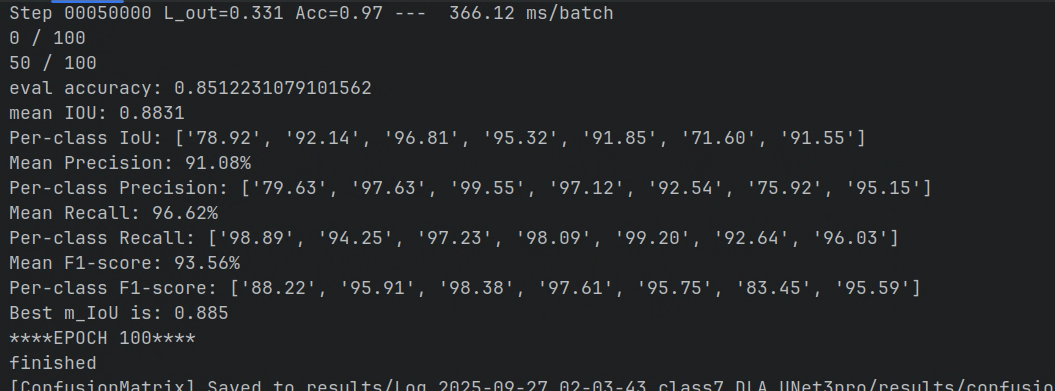 Step 00050000 L_out=0.331 Acc=0.97 ---  366.12 ms/batch
0 / 100
50 / 100
eval accuracy: 0.8512231079101562
mean IOU: 0.8831
Per-class IoU: ['78.92', '92.14', '96.81', '95.32', '91.85', '71.60', '91.55']
Mean Precision: 91.08%
Per-class Precision: ['79.63', '97.63', '99.55', '97.12', '92.54', '75.92', '95.15']
Mean Recall: 96.62%
Per-class Recall: ['98.89', '94.25', '97.23', '98.09', '99.20', '92.64', '96.03']
Mean F1-score: 93.56%
Per-class F1-score: ['88.22', '95.91', '98.38', '97.61', '95.75', '83.45', '95.59']
Best m_IoU is: 0.885
****EPOCH 100****
finished
[ConfusionMatrix] Saved to results/Log_2025-09-27_02-03-43_class7_DLA_UNet3pro/results/confusio